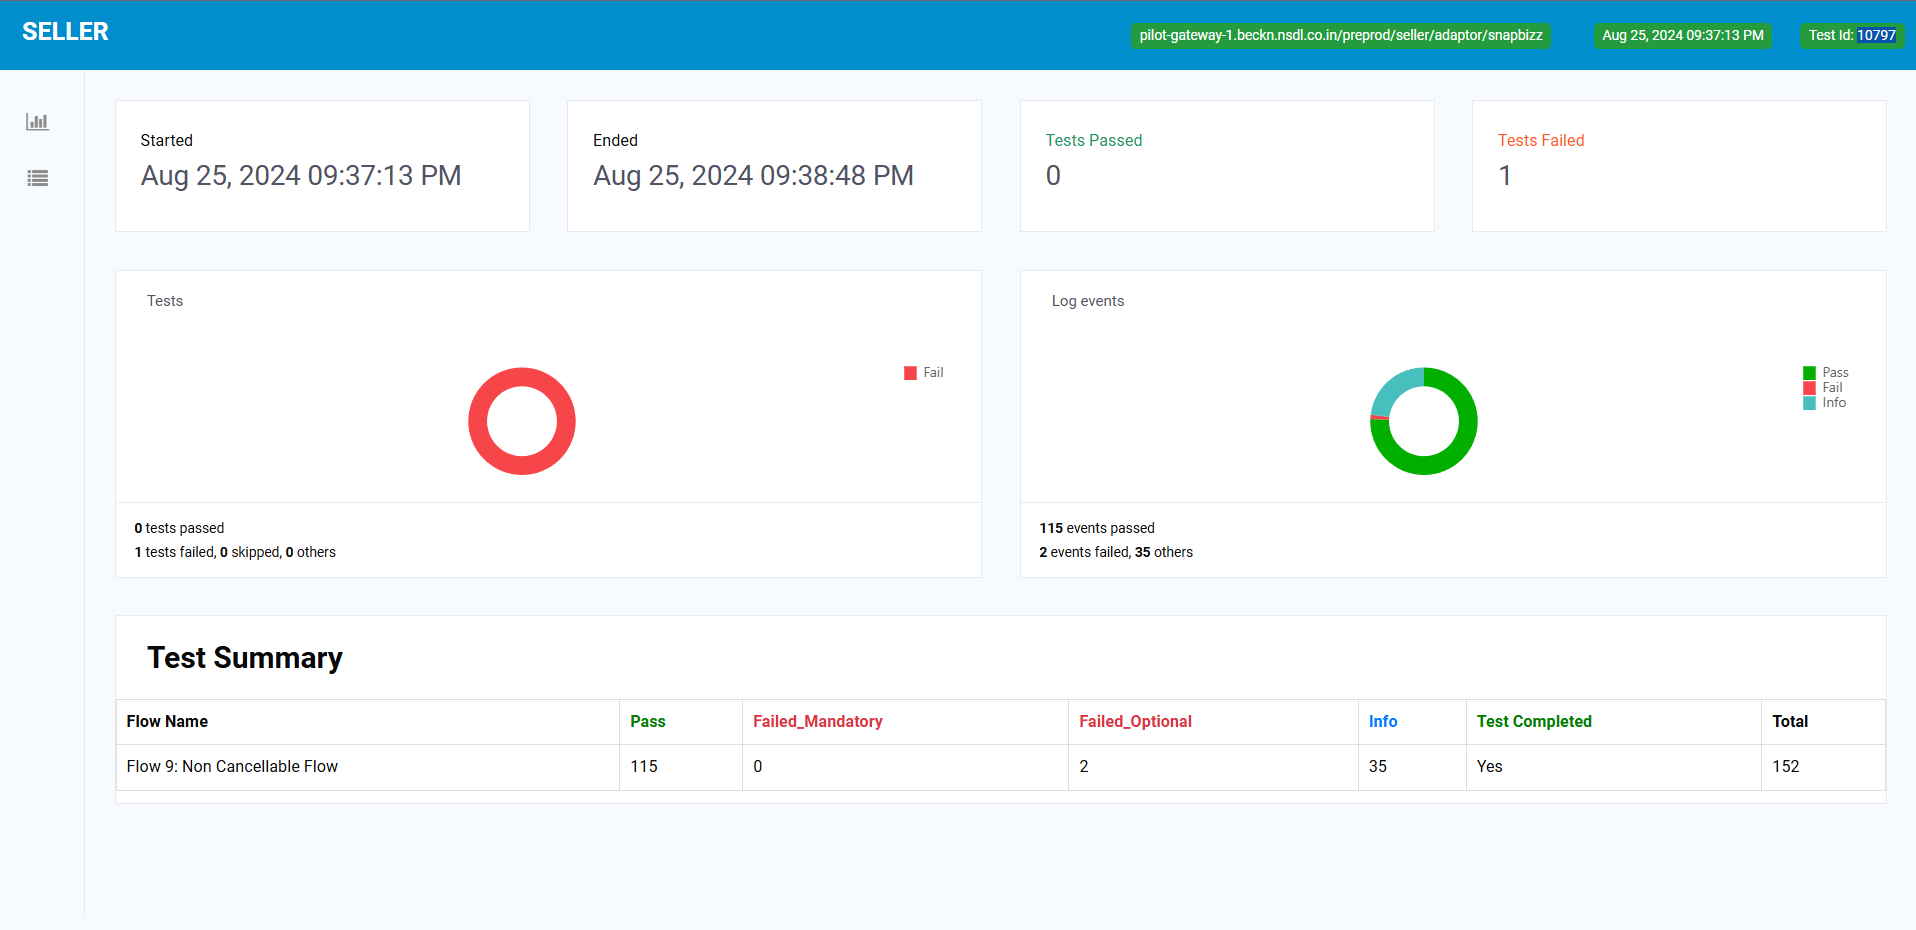 SELLER
pilot-gateway-1.beckn.nsdl.co.in/preprod/seller/adaptor/snapbizz
Aug 25, 2024 09:37:13 PM
Test Id: 10797
Started
Aug 25, 2024 09:37:13 PM
Ended
Aug 25, 2024 09:38:48 PM
Tests Passed
0
Tests Failed
1
Tests
Fail
0 tests passed
1 tests failed, 0 skipped, 0 others
Log events
Pass
Fail
Info
115 events passed
2 events failed, 35 others
Test Summary
Flow Name Pass Failed_Mandatory Failed_Optional Info Test Completed Total
Flow 9: Non Cancellable Flow 115 0 2 35 Yes 152